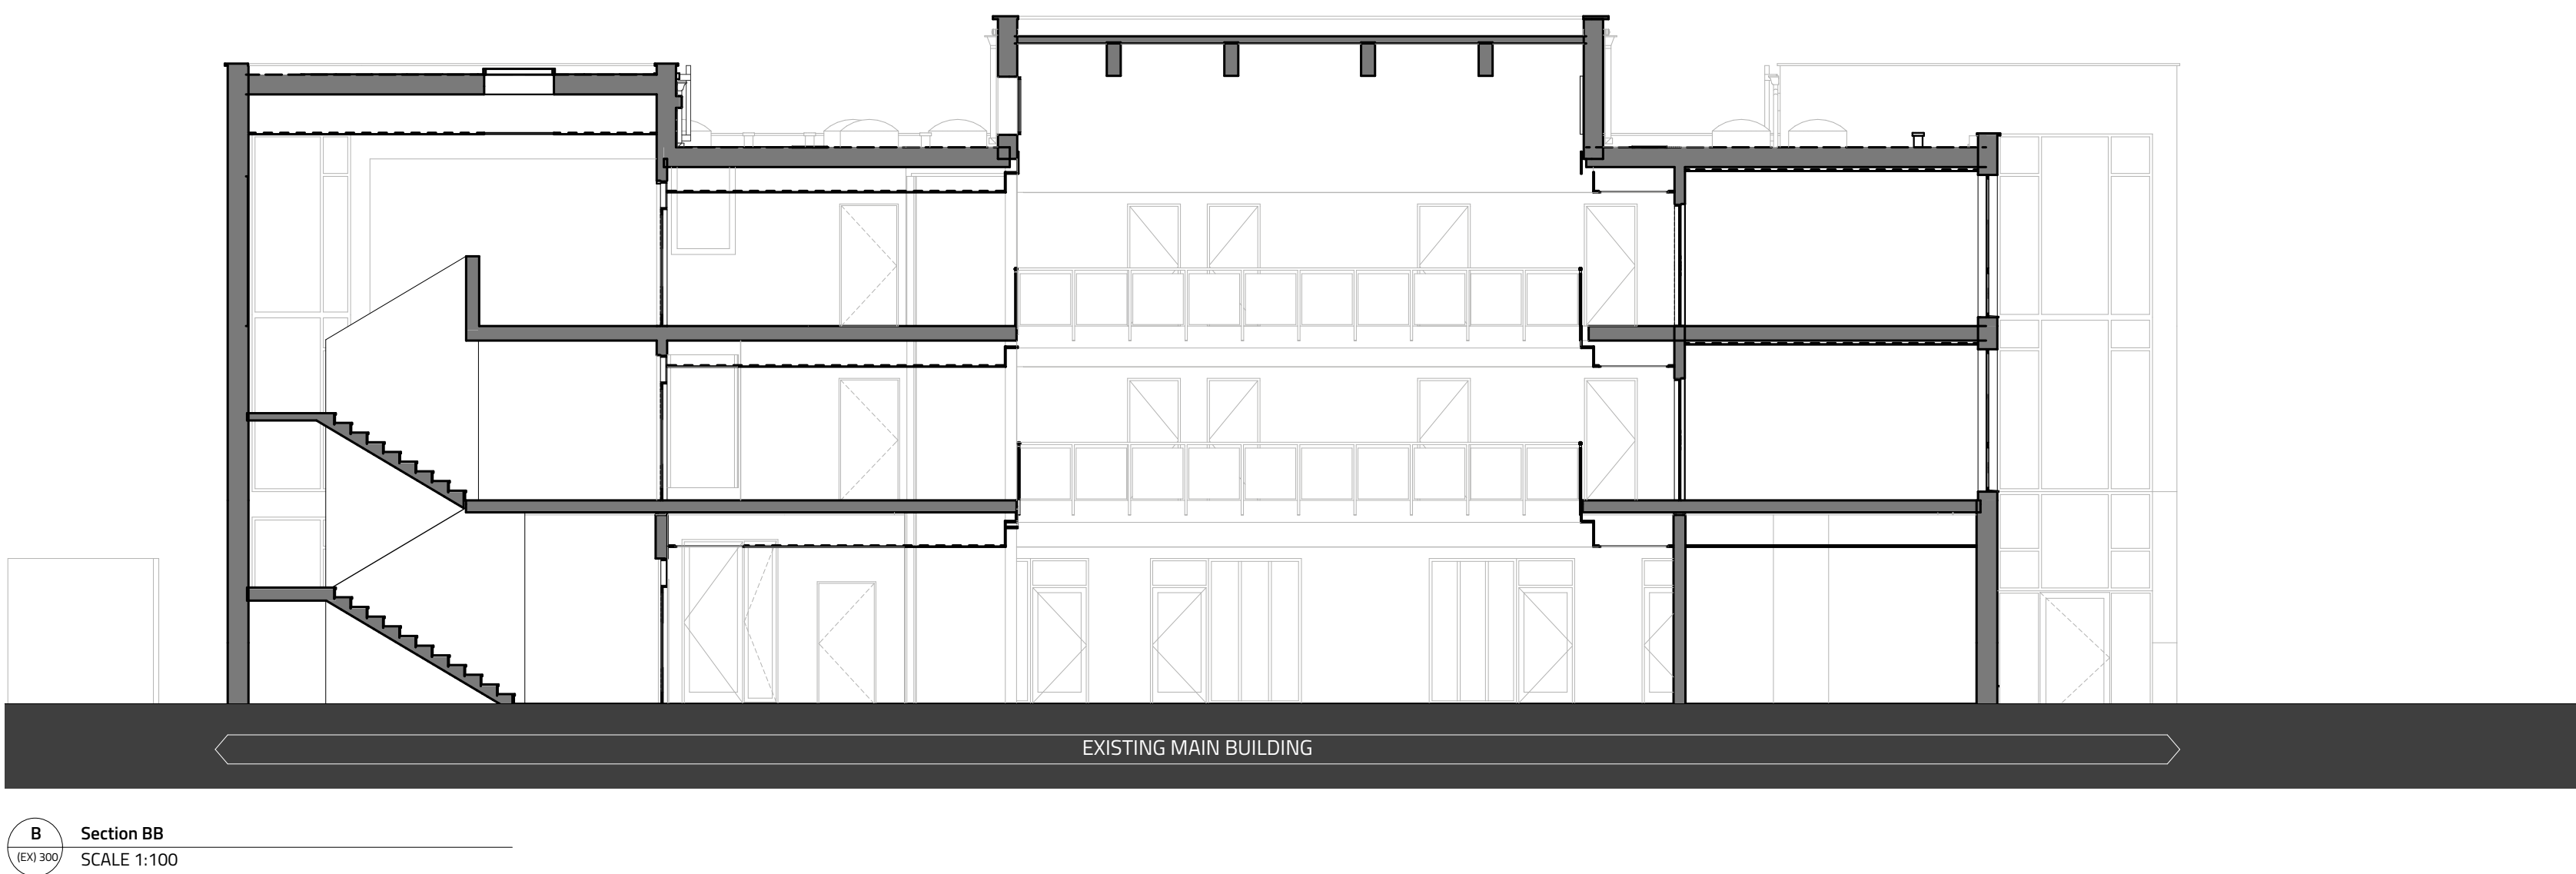 EXISTING MAIN BUILDING
B
Section BB
(EX) 300
SCALE 1:100